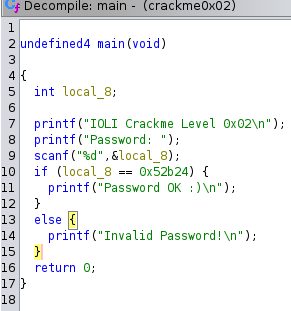 Decompile: main - (crackme0x02)
1
2 undefined4 main(void)
3
4 {
5 int local_8;
6
7 printf("IOLI Crackme Level 0x02\n");
8 printf("Password: ");
9 scanf("%d",&local_8);
10 if (local_8 == 0x52b24) {
11 printf("Password OK :)\n");
12 }
13 else {
14 printf("Invalid Password!\n");
15 }
16 return 0;
17 }
18